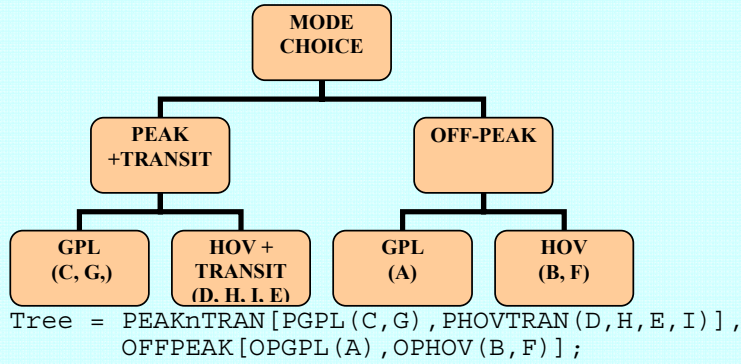 MODE
CHOICE
PEAK
+TRANSIT
OFF-PEAK
GPL
(C, G,)
HOV +
TRANSIT
(D, H, I, E)
GPL
(A)
HOV
(B, F)
Tree = PEAKnTRAN[PGPL(C,G),PHOVTRAN(D,H,E,I)],
OFFPEAK[OPGPL(A),OPHOV(B,F)];